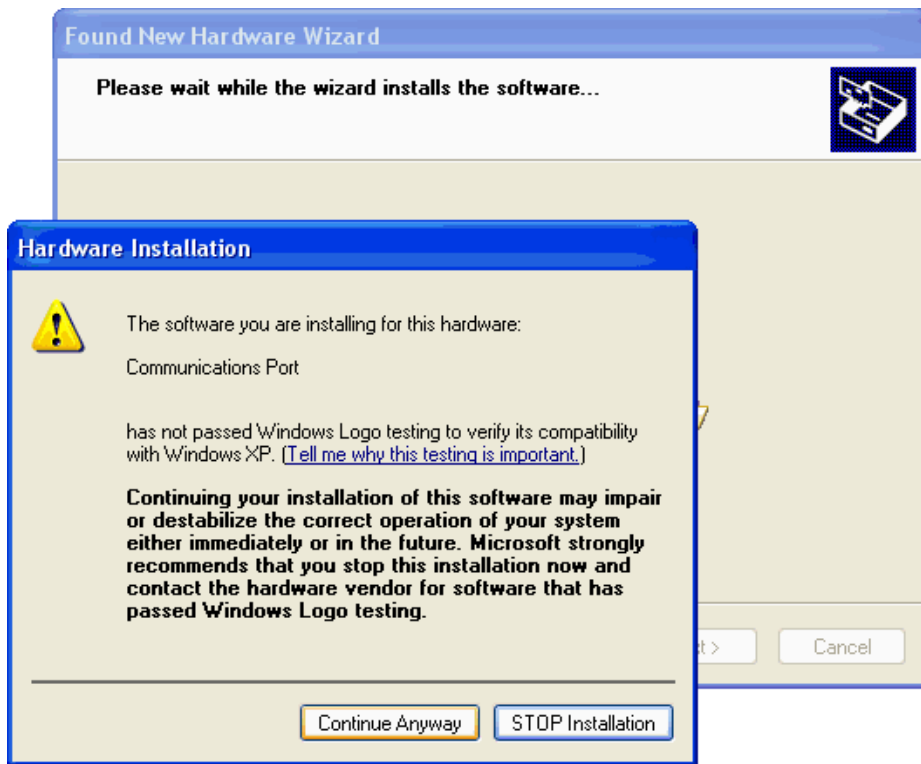 Found New Hardware Wizard
Please wait while the wizard installs the software...
Hardware Installation
The software you are installing for this hardware:
Communications Port
has not passed Windows Logo testing to verify its compatibility
with Windows XP. (Tell me why this testing is important.)
Continuing your installation of this software may impair
or destabilize the correct operation of your system
either immediately or in the future. Microsoft strongly
recommends that you stop this installation now and
contact the hardware vendor for software that has
passed Windows Logo testing.
Cancel
Continue Anyway
STOP Installation